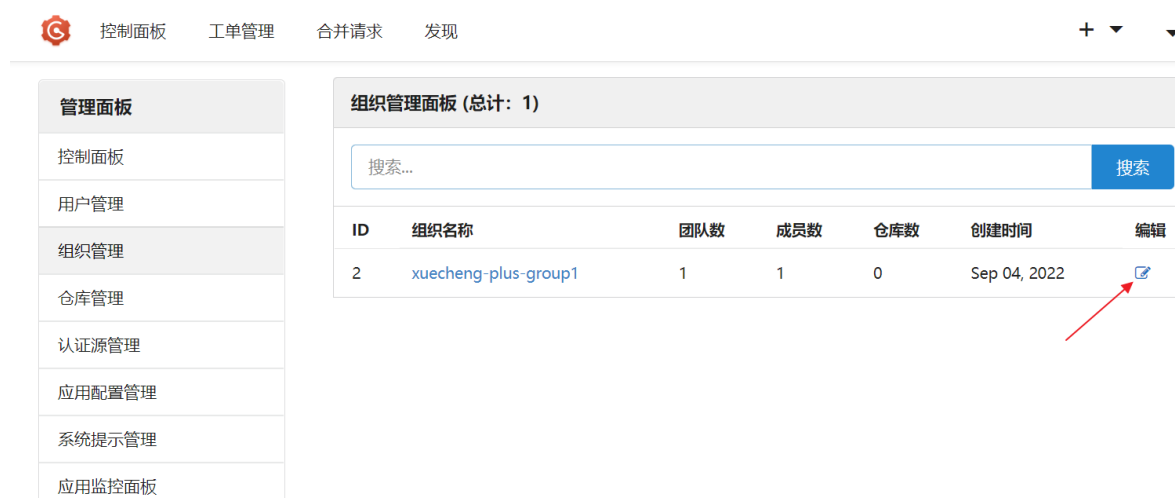 控制面板 工单管理 合并请求 发现
管理面板
控制面板
用户管理
组织管理
仓库管理
认证源管理
应用配置管理
系统提示管理
应用监控面板
组织管理面板 (总计：1)
搜索... 搜索
ID 组织名称 团队数 成员数 仓库数 创建时间 编辑
2 xuecheng-plus-group1 1 1 0 Sep 04, 2022